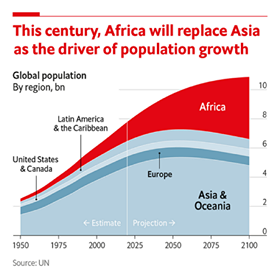 This century, Africa will replace Asia
as the driver of population growth
Global population
By region, bn
Latin America
& the Caribbean
Africa
United States
& Canada
Europe
Asia &
Oceania
← Estimate
Projection →
10
8
6
4
2
0
1950
1975
2000
2025
2050
2075
2100
Source: UN